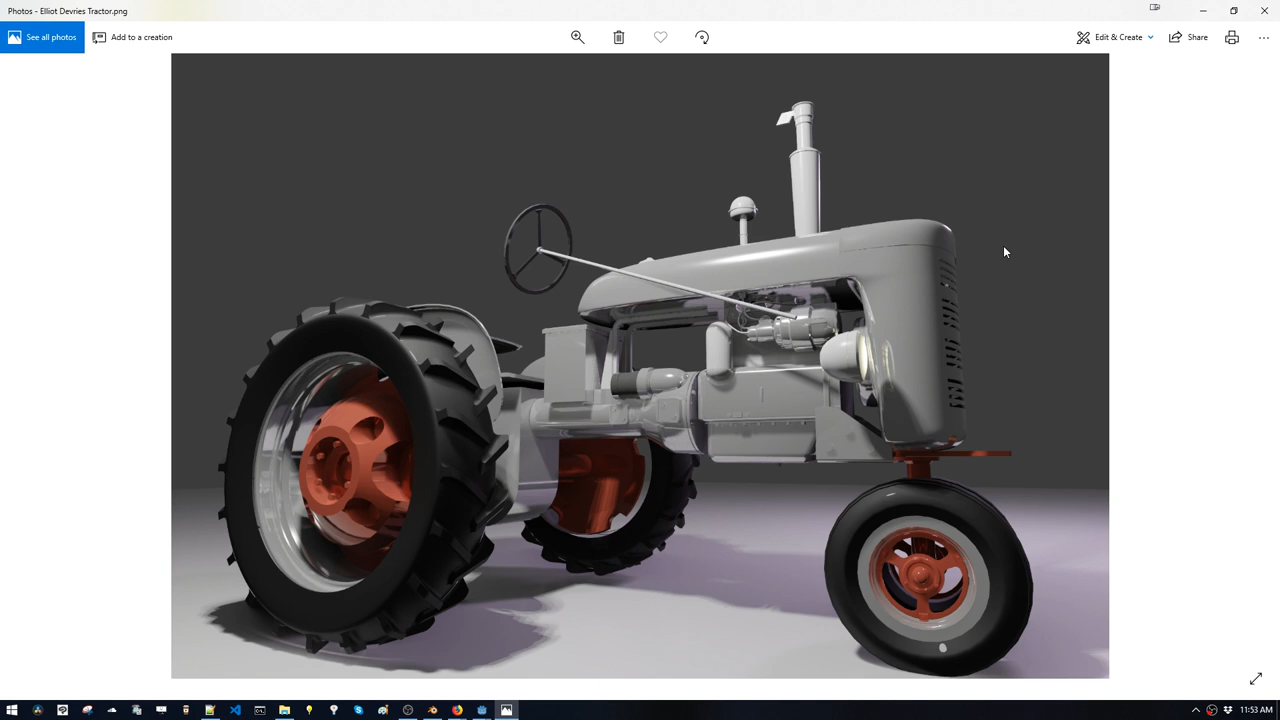 Photos - Elliot Devries Tractor.png
See all photos
Add to a creation
Edit & Create
Share
11:53 AM